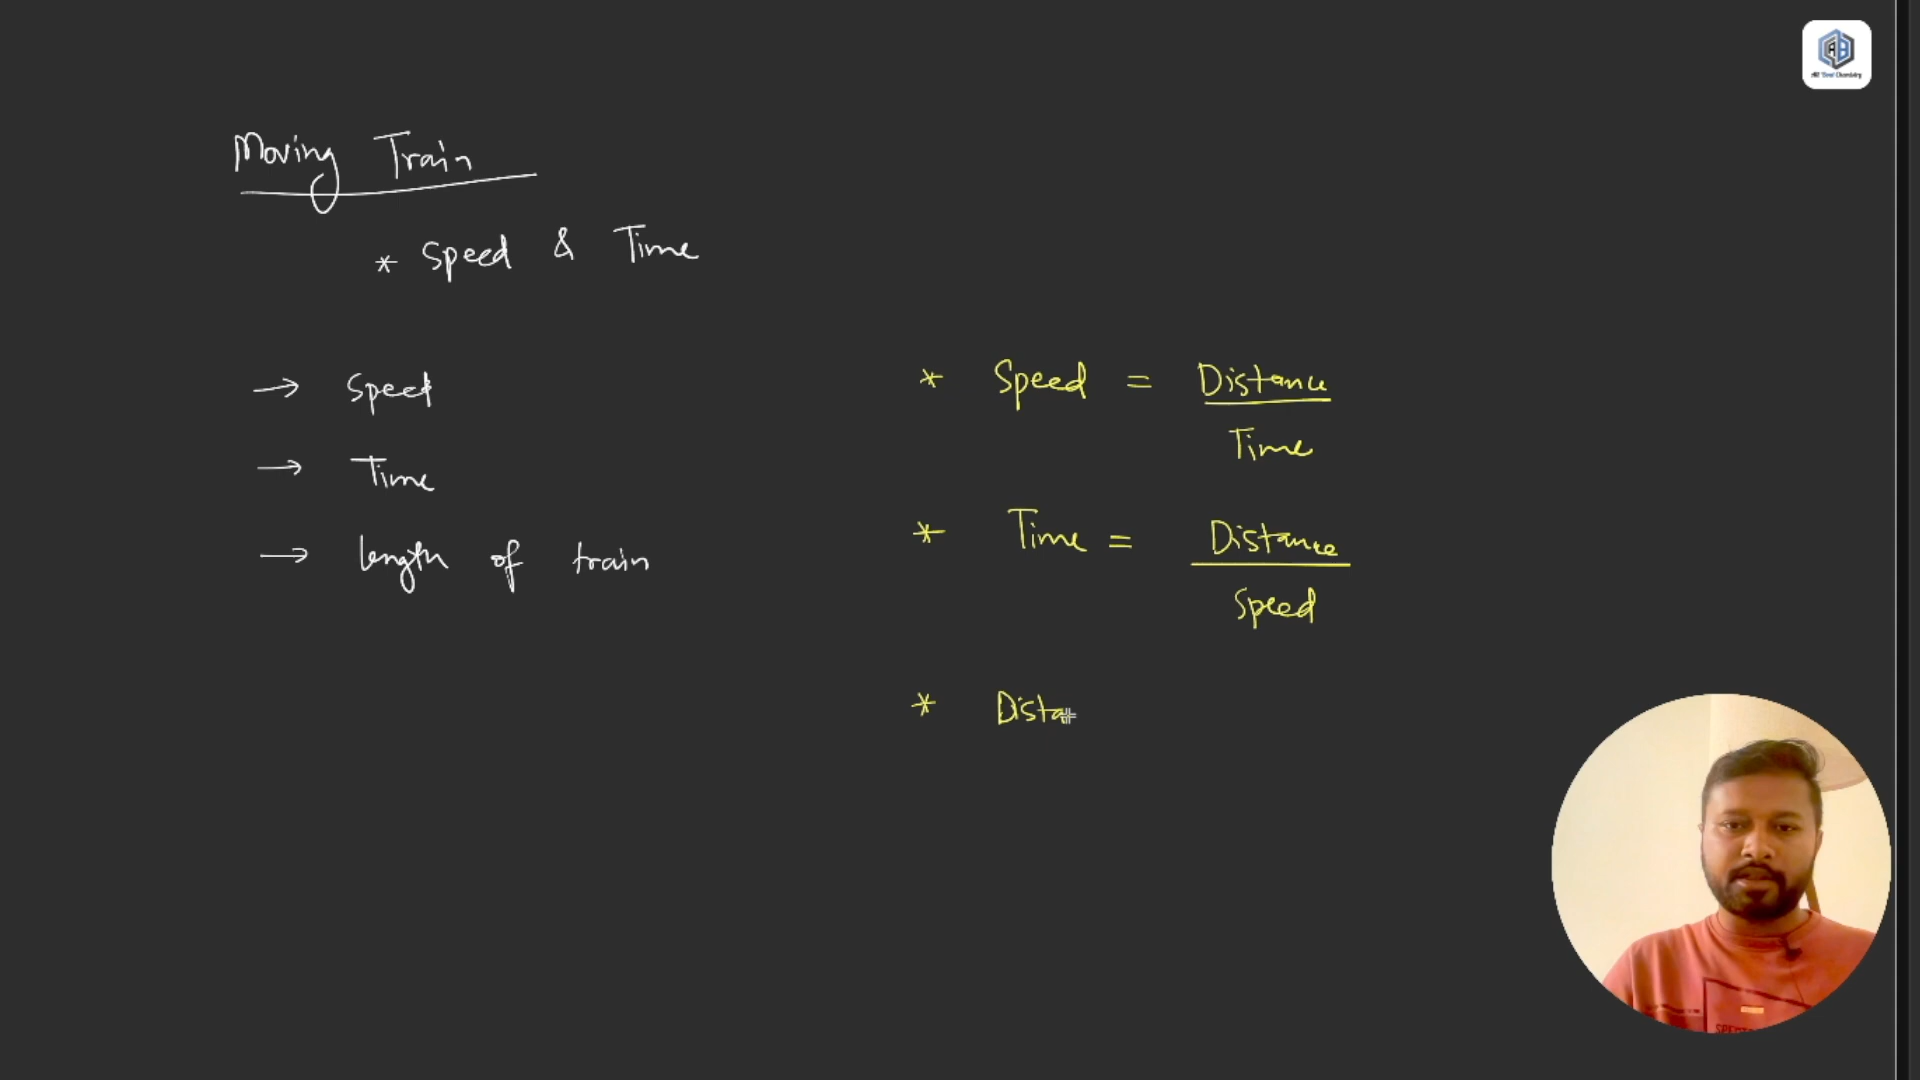 Moving Train
* Speed & Time
→ Speed
→ Time
→ length of train
* Speed = Distance
Time
* Time = Distance
Speed
* Dista